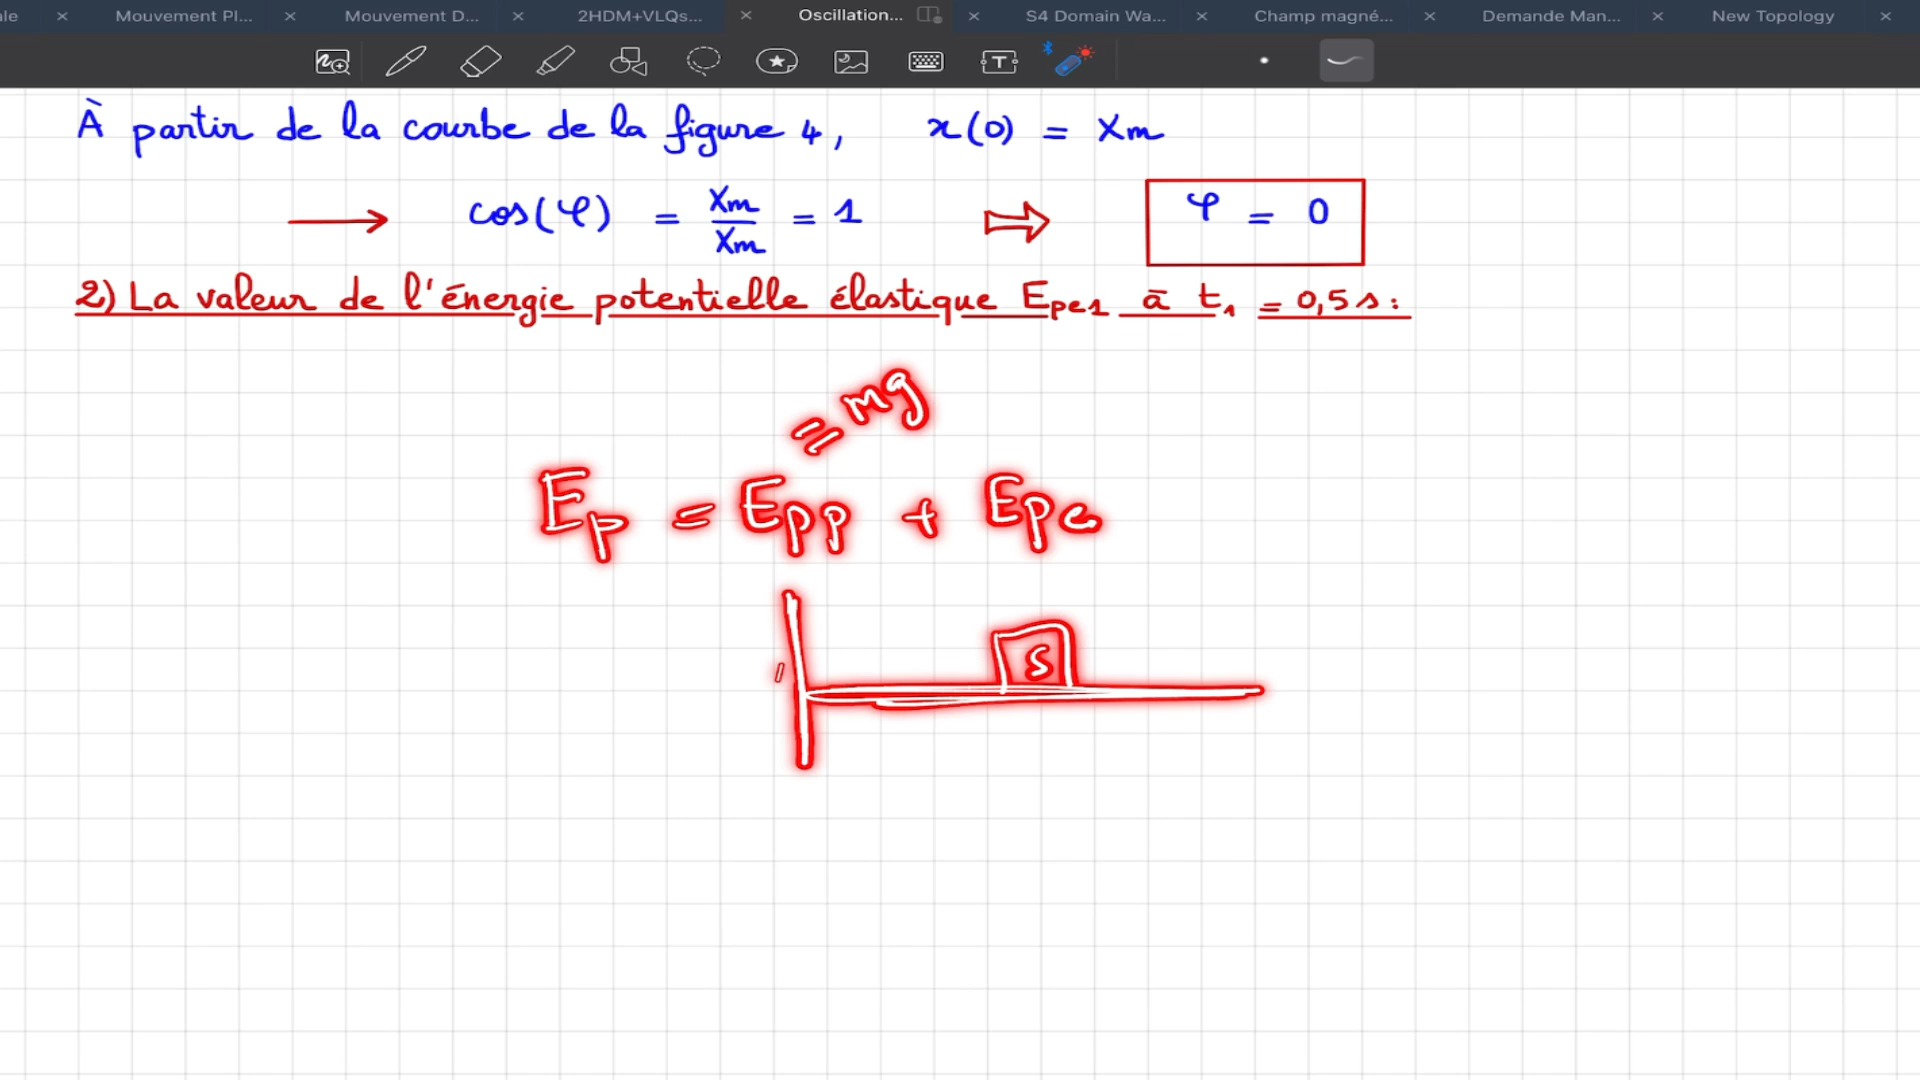 le × Mouvement Pl... × Mouvement D... × 2HDM+VLQs... × Oscillation... × S4 Domain Wa... × Champ magné... × Demande Man... × New Topology ×
À partir de la courbe de la figure 4, x(0) = Xm
→ cos(φ) = Xm/Xm = 1 ⇨ φ = 0
2) La valeur de l'énergie potentielle élastique Epe1 à t1 = 0,5s:
= mg
Ep = Epp + Epe
S